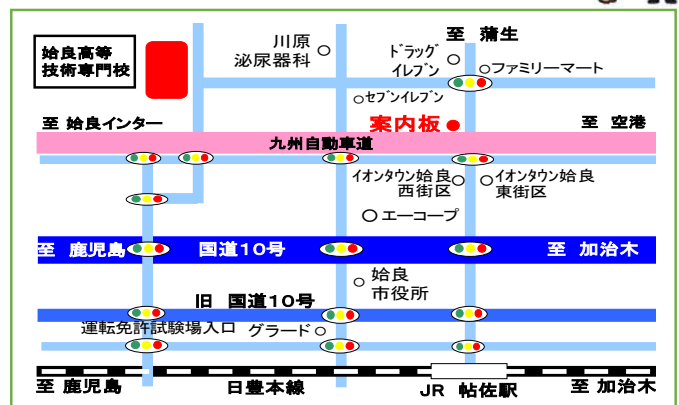 始良高等
技術専門校
川原
泌尿器科
ﾄﾞﾗｯｸﾞ
ｲﾚﾌﾞﾝ
至 蒲生
ファミリーマート
ｾﾌﾞﾝｲﾚﾌﾞﾝ
案内板
至 始良インター
至 空港
九州自動車道
イオンタウン姶良
西街区
イオンタウン姶良
東街区
エーコープ
至 鹿児島
国道10号
至 加治木
姶良
市役所
旧 国道10号
運転免許試験場入口
グラード
至 鹿児島
日豊本線
JR 帖佐駅
至 加治木